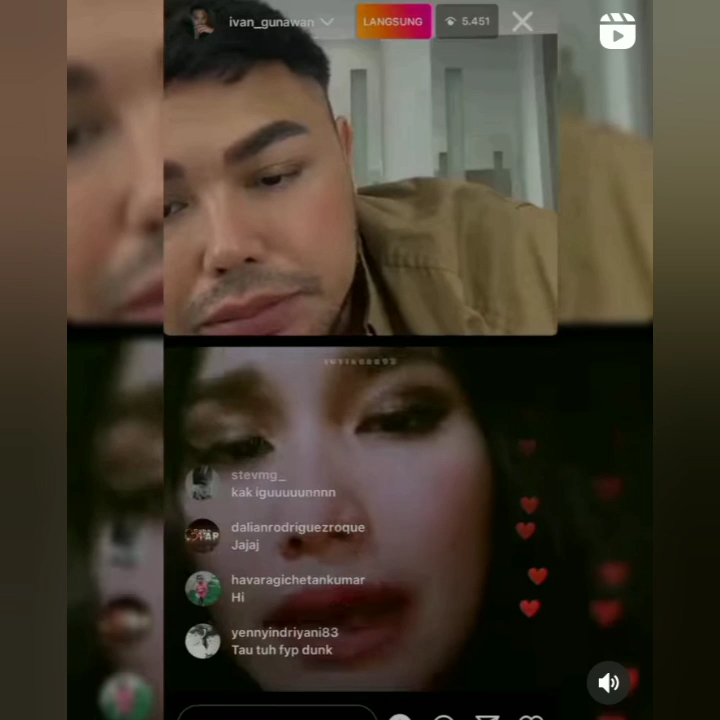 ivan_gunawan
LANGSUNG
5.451
stevmg_
kak iguuuuunnnn
dalianrodriguezroque
Jajaj
havaragichetankumar
Hi
yennyindriyani83
Tau tuh fyp dunk